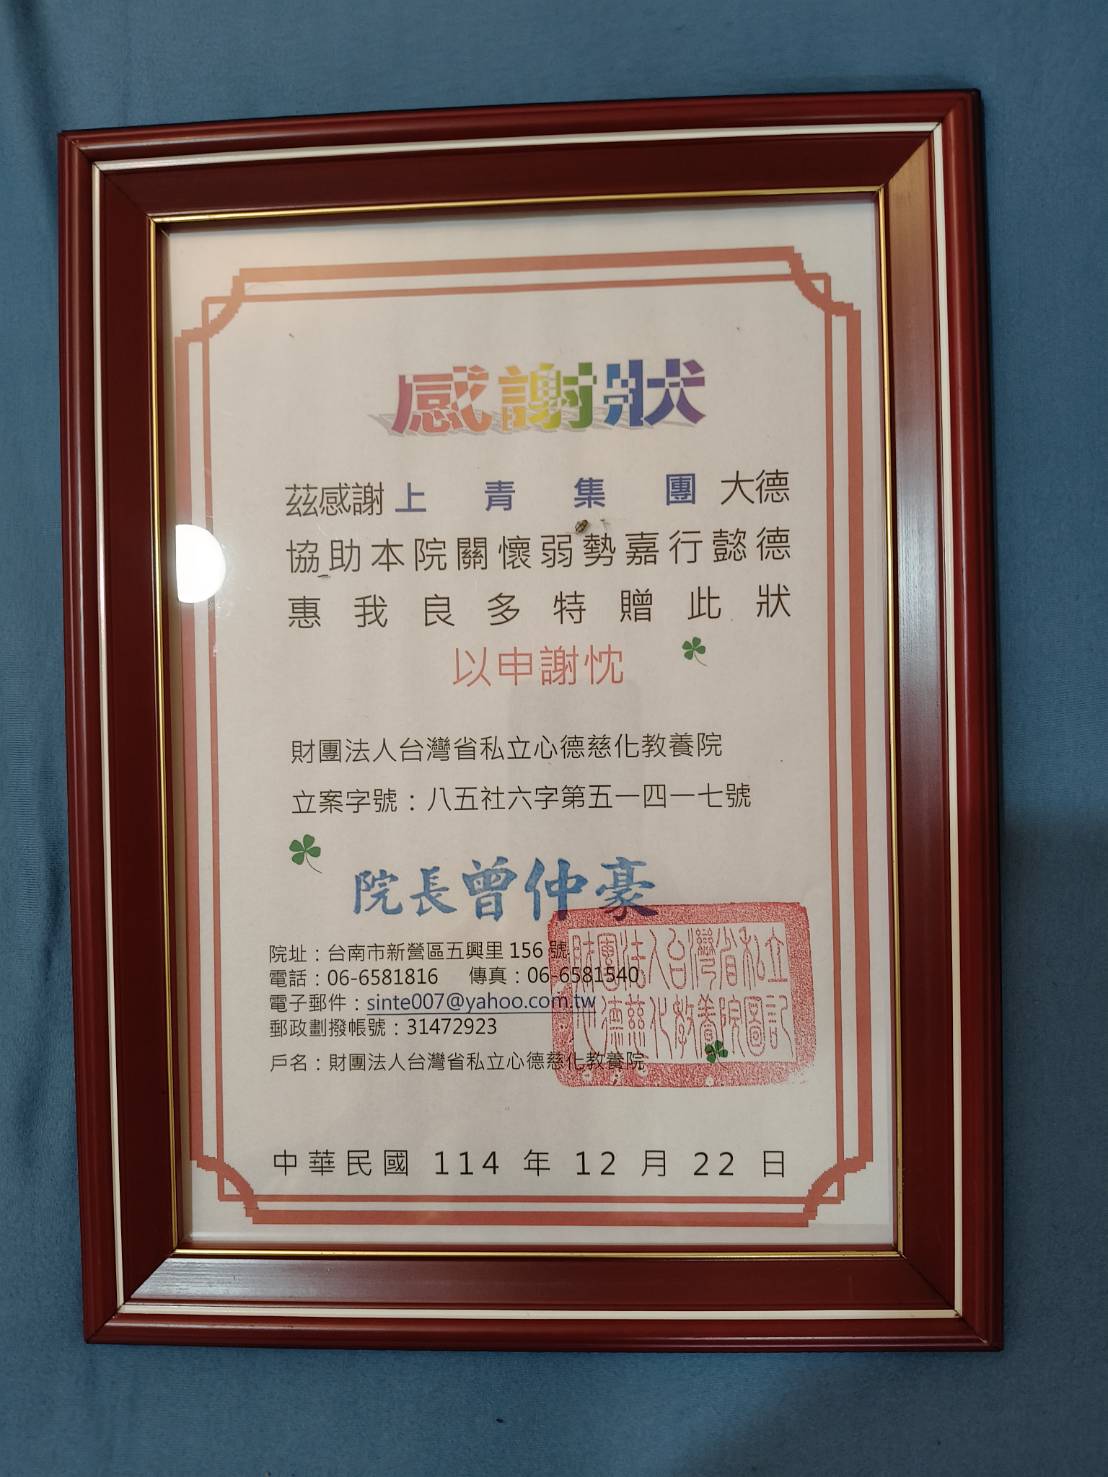 感謝狀
茲感謝上青集團大德
協助本院關懷弱勢嘉行懿德
惠我良多特贈此狀
以申謝忱
財團法人台灣省私立心德慈化教養院
立案字號：八五社六字第五一四一七號
院長曾仲豪
院址：台南市新營區五興里156號
電話：06-6581816 傳真：06-6581540
電子郵件：sinte007@yahoo.com.tw
郵政劃撥帳號：31472923
戶名：財團法人台灣省私立心德慈化教養院
財團法人台灣省私立
心德慈化教養院圖記
中華民國 114 年 12 月 22 日